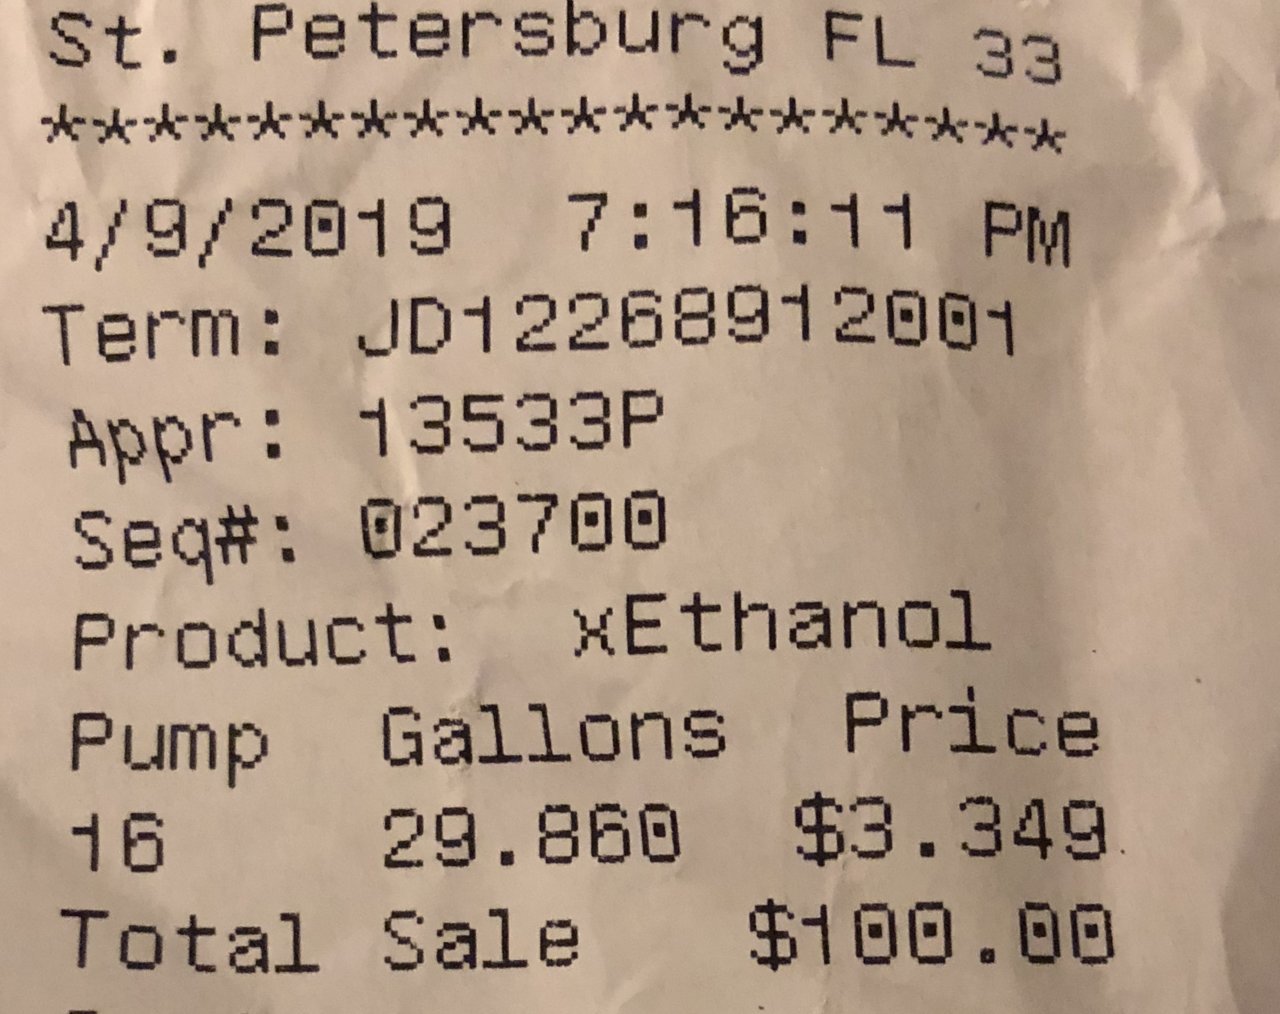 St. Petersburg FL 33
********************
4/9/2019 7:16:11 PM
Term: JD12268912001
Appr: 13533P
Seq#: 023700
Product: xEthanol
Pump Gallons Price
16 29.860 $3.349
Total Sale $100.00